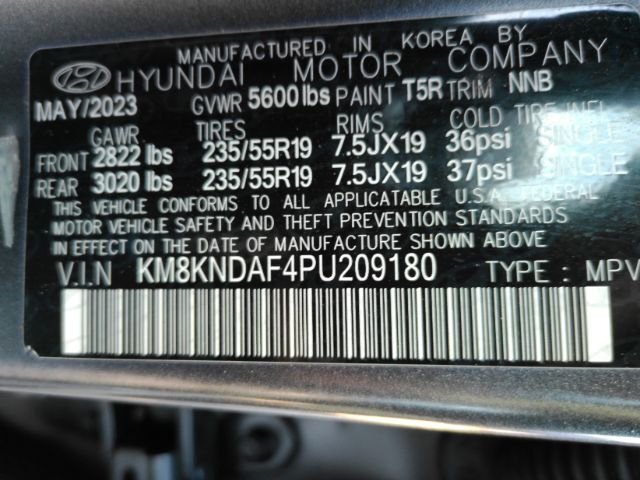 MANUFACTURED IN KOREA BY
HYUNDAI MOTOR COMPANY
MAY/2023 GVWR 5600lbs PAINT T5R TRIM NNB
GAWR TIRES RIMS COLD TIRE INFL
FRONT 2822 lbs 235/55R19 7.5JX19 36psi SINGLE
REAR 3020 lbs 235/55R19 7.5JX19 37psi SINGLE
THIS VEHICLE CONFORMS TO ALL APPLICABLE U.S.A. FEDERAL
MOTOR VEHICLE SAFETY AND THEFT PREVENTION STANDARDS
IN EFFECT ON THE DATE OF MANUFACTURE SHOWN ABOVE
V.I.N KM8KNDAF4PU209180 TYPE : MPV